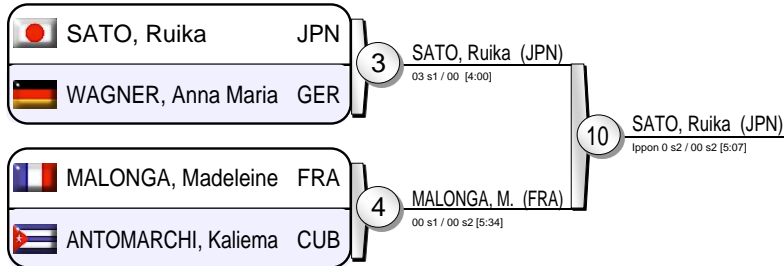 SATO, Ruika JPN
WAGNER, Anna Maria GER
3
SATO, Ruika (JPN)
03 s1 / 00 [4:00]
MALONGA, Madeleine FRA
ANTOMARCHI, Kaliema CUB
4
MALONGA, M. (FRA)
00 s1 / 00 s2 [5:34]
10
SATO, Ruika (JPN)
Ippon 0 s2 / 00 s2 [5:07]